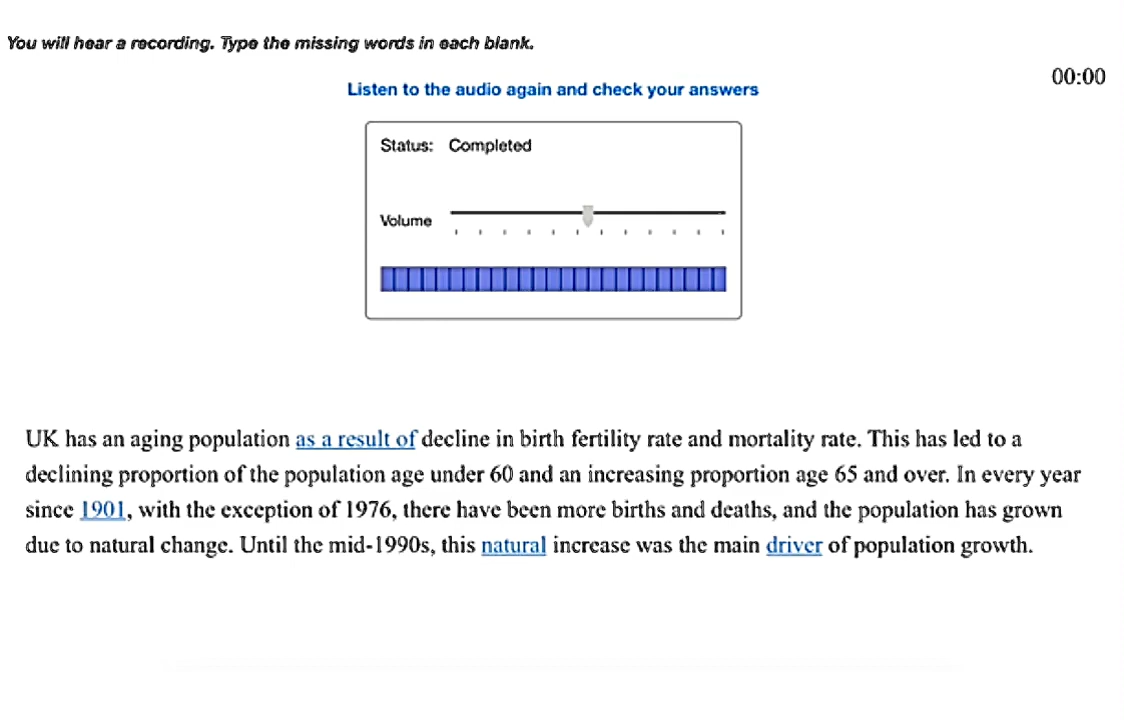 You will hear a recording. Type the missing words in each blank.
00:00
Listen to the audio again and check your answers
Status: Completed
Volume
UK has an aging population as a result of decline in birth fertility rate and mortality rate. This has led to a
declining proportion of the population age under 60 and an increasing proportion age 65 and over. In every year
since 1901, with the exception of 1976, there have been more births and deaths, and the population has grown
due to natural change. Until the mid-1990s, this natural increase was the main driver of population growth.